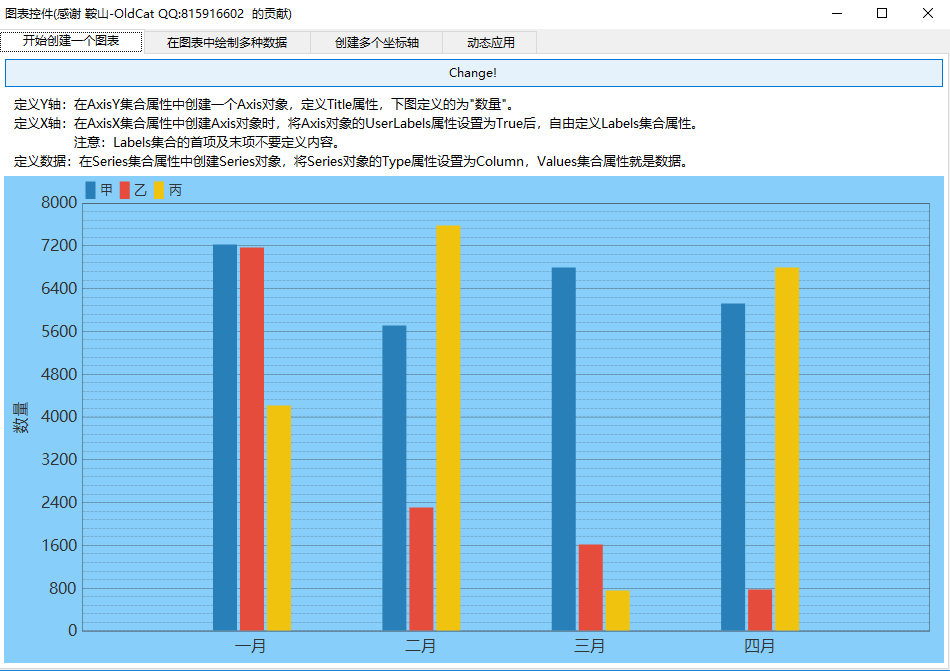 图表控件(感谢 鞍山-OldCat QQ:815916602 的贡献)
开始创建一个图表 在图表中绘制多种数据 创建多个坐标轴 动态应用
Change!
定义Y轴：在AxisY集合属性中创建一个Axis对象，定义Title属性，下图定义的为"数量"。
定义X轴：在AxisX集合属性中创建Axis对象时，将Axis对象的UserLabels属性设置为True后，自由定义Labels集合属性。
注意：Labels集合的首项及末项不要定义内容。
定义数据：在Series集合属性中创建Series对象，将Series对象的Type属性设置为Column，Values集合属性就是数据。
甲 乙 丙
8000
7200
6400
5600
4800
4000
数量
3200
2400
1600
800
0
一月 二月 三月 四月